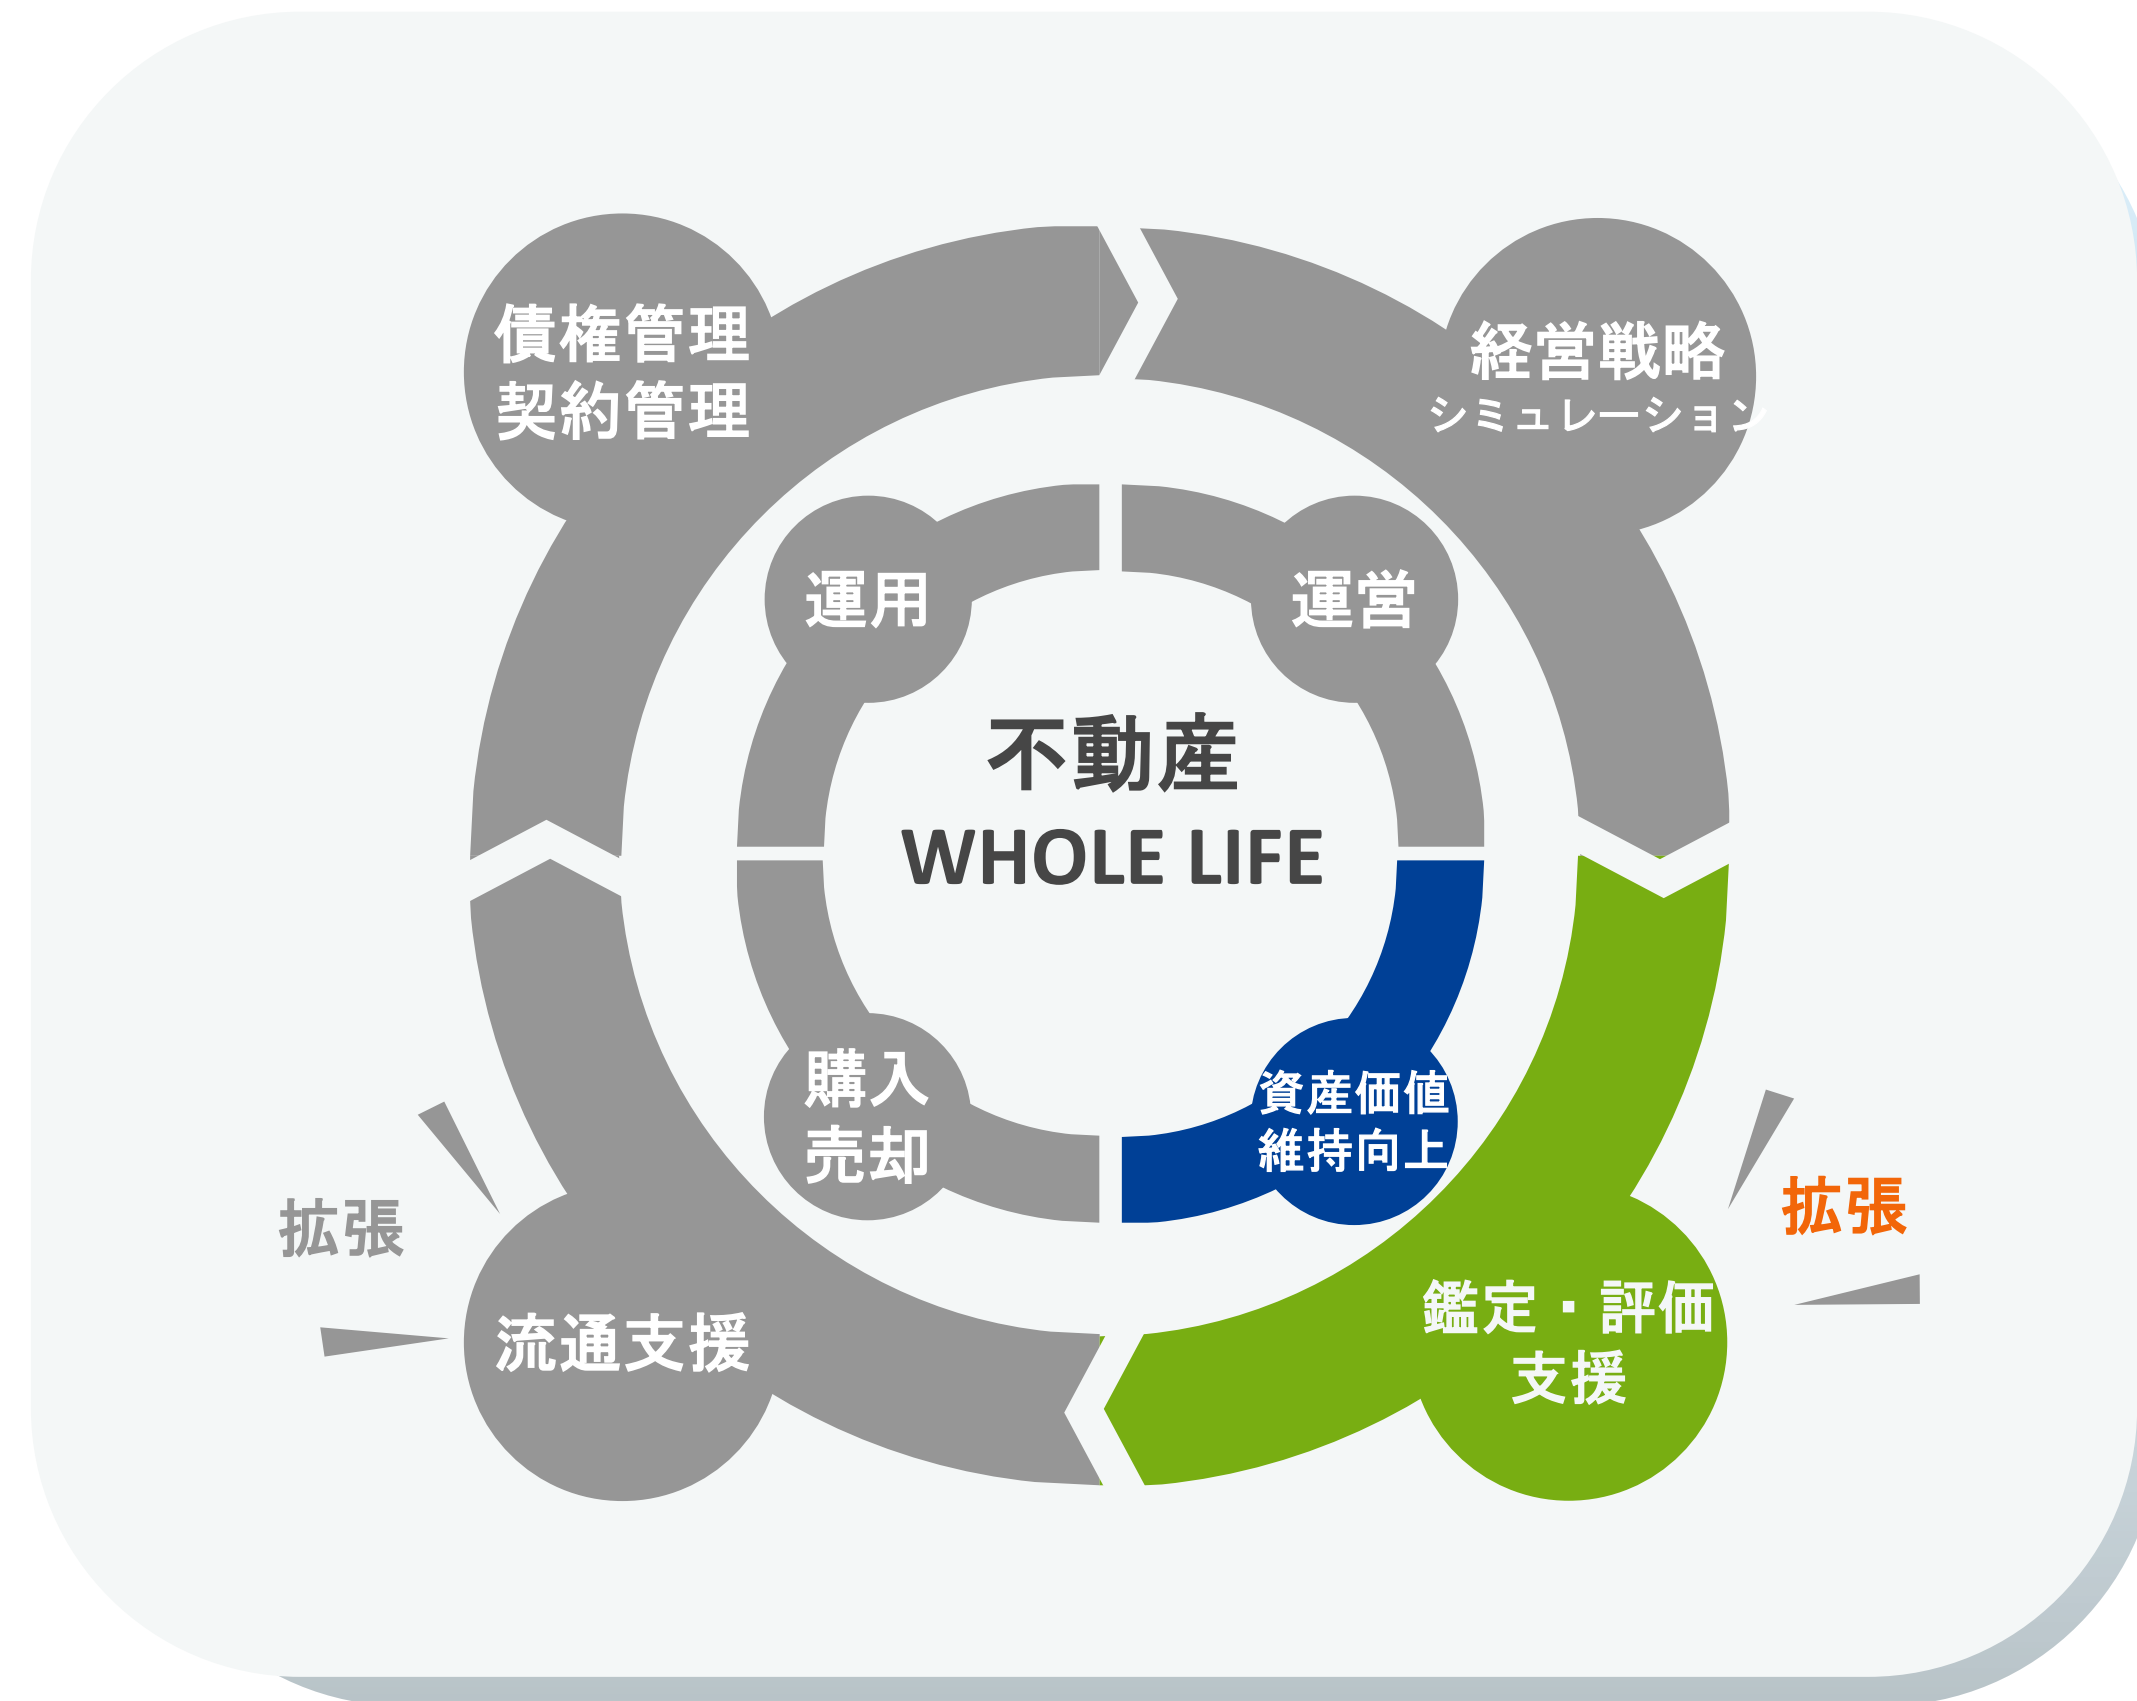 債権管理
契約管理
経営戦略
シミュレーション
運用
運営
不動産
WHOLE LIFE
購入
売却
資産価値
維持向上
拡張
拡張
流通支援
鑑定・評価
支援